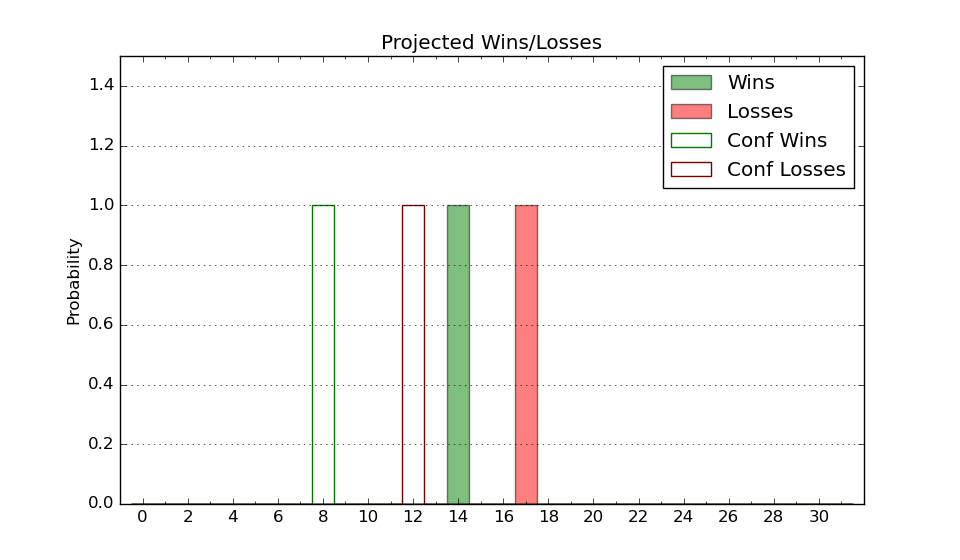 Projected Wins/Losses
Wins
Losses
Conf Wins
Conf Losses
Probability
1.4
1.2
1.0
0.8
0.6
0.4
0.2
0.0
0 2 4 6 8 10 12 14 16 18 20 22 24 26 28 30